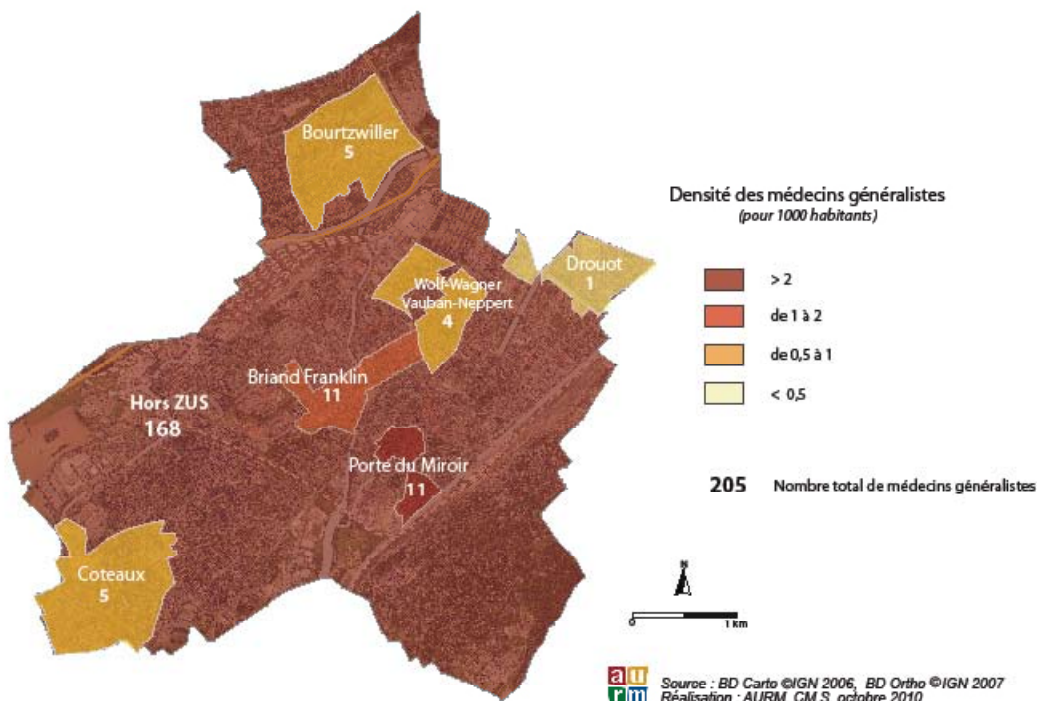 Bourtzwiller
5
Drouot
1
Wolf-Wagner
Vauban-Neppert
4
Briand Franklin
11
Hors ZUS
168
Porte du Miroir
11
Coteaux
5
Densité des médecins généralistes
(pour 1000 habitants)
> 2
de 1 à 2
de 0,5 à 1
< 0,5
205 Nombre total de médecins généralistes
N
0 1 km
au
rm
Source : BD Carto ©IGN 2006, BD Ortho ©IGN 2007
Réalisation : AURM, CM.S, octobre 2010